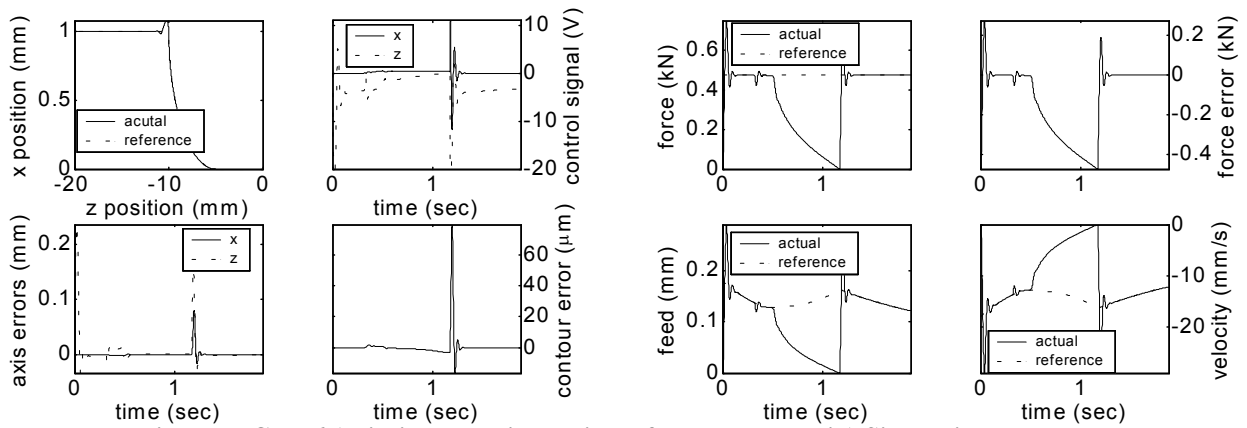 x position (mm)
1
0.5
0
-20
-10
0
z position (mm)
acutal
reference
10
0
-10
-20
control signal (V)
x
z
0
1
time (sec)
0.6
0.4
0.2
0
force (kN)
actual
reference
0
1
0.2
0
-0.2
-0.4
force error (kN)
0
1
axis errors (mm)
0.2
0.1
0
x
z
0
1
time (sec)
60
40
20
0
contour error (μm)
0
1
time (sec)
feed (mm)
0.2
0.1
0
actual
reference
0
1
time (sec)
0
-10
-20
velocity (mm/s)
actual
reference
0
1
time (sec)